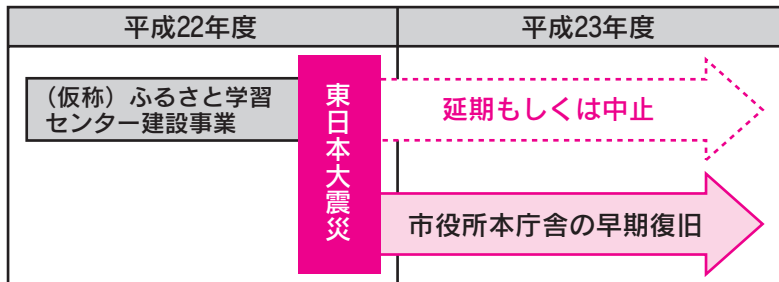 平成22年度
平成23年度
（仮称）ふるさと学習
センター建設事業
東日本大震災
延期もしくは中止
市役所本庁舎の早期復旧